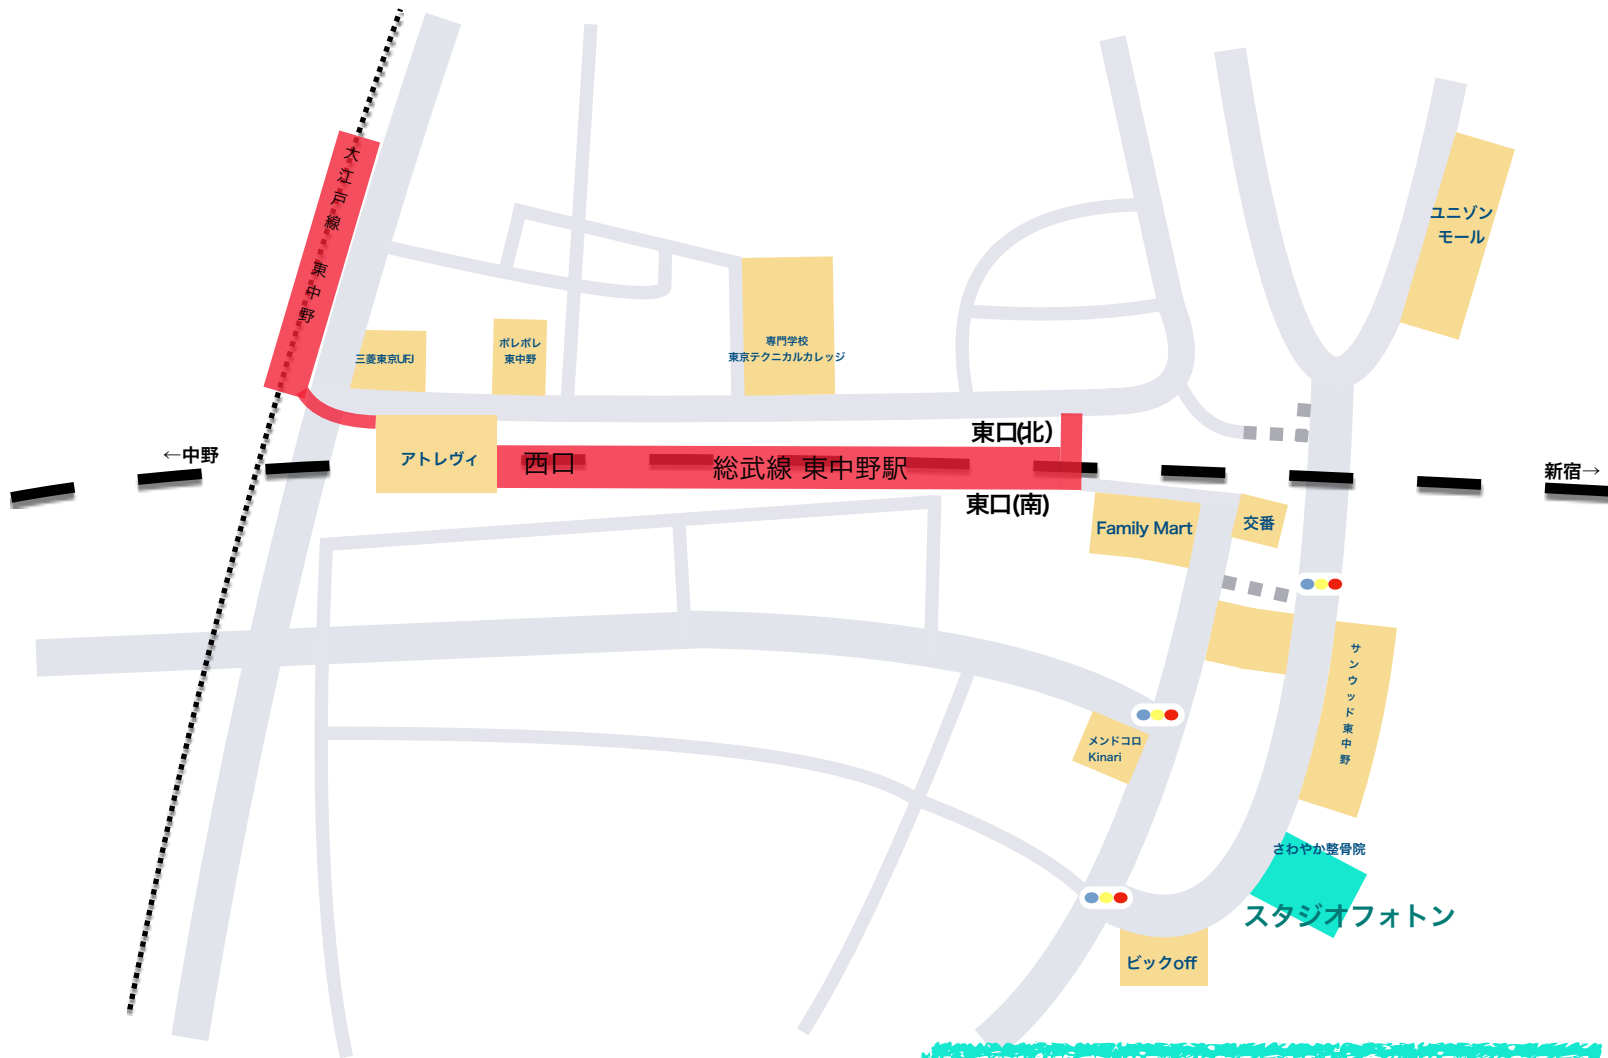 大江戸線 東中野
ユニゾン
モール
三菱東京UFJ
ポレポレ
東中野
専門学校
東京テクニカルカレッジ
←中野
アトレヴィ
西口
総武線 東中野駅
東口(北)
東口(南)
新宿→
Family Mart
交番
サンウッド東中野
メンドコロ
Kinari
さわやか整骨院
スタジオフォトン
ビックoff